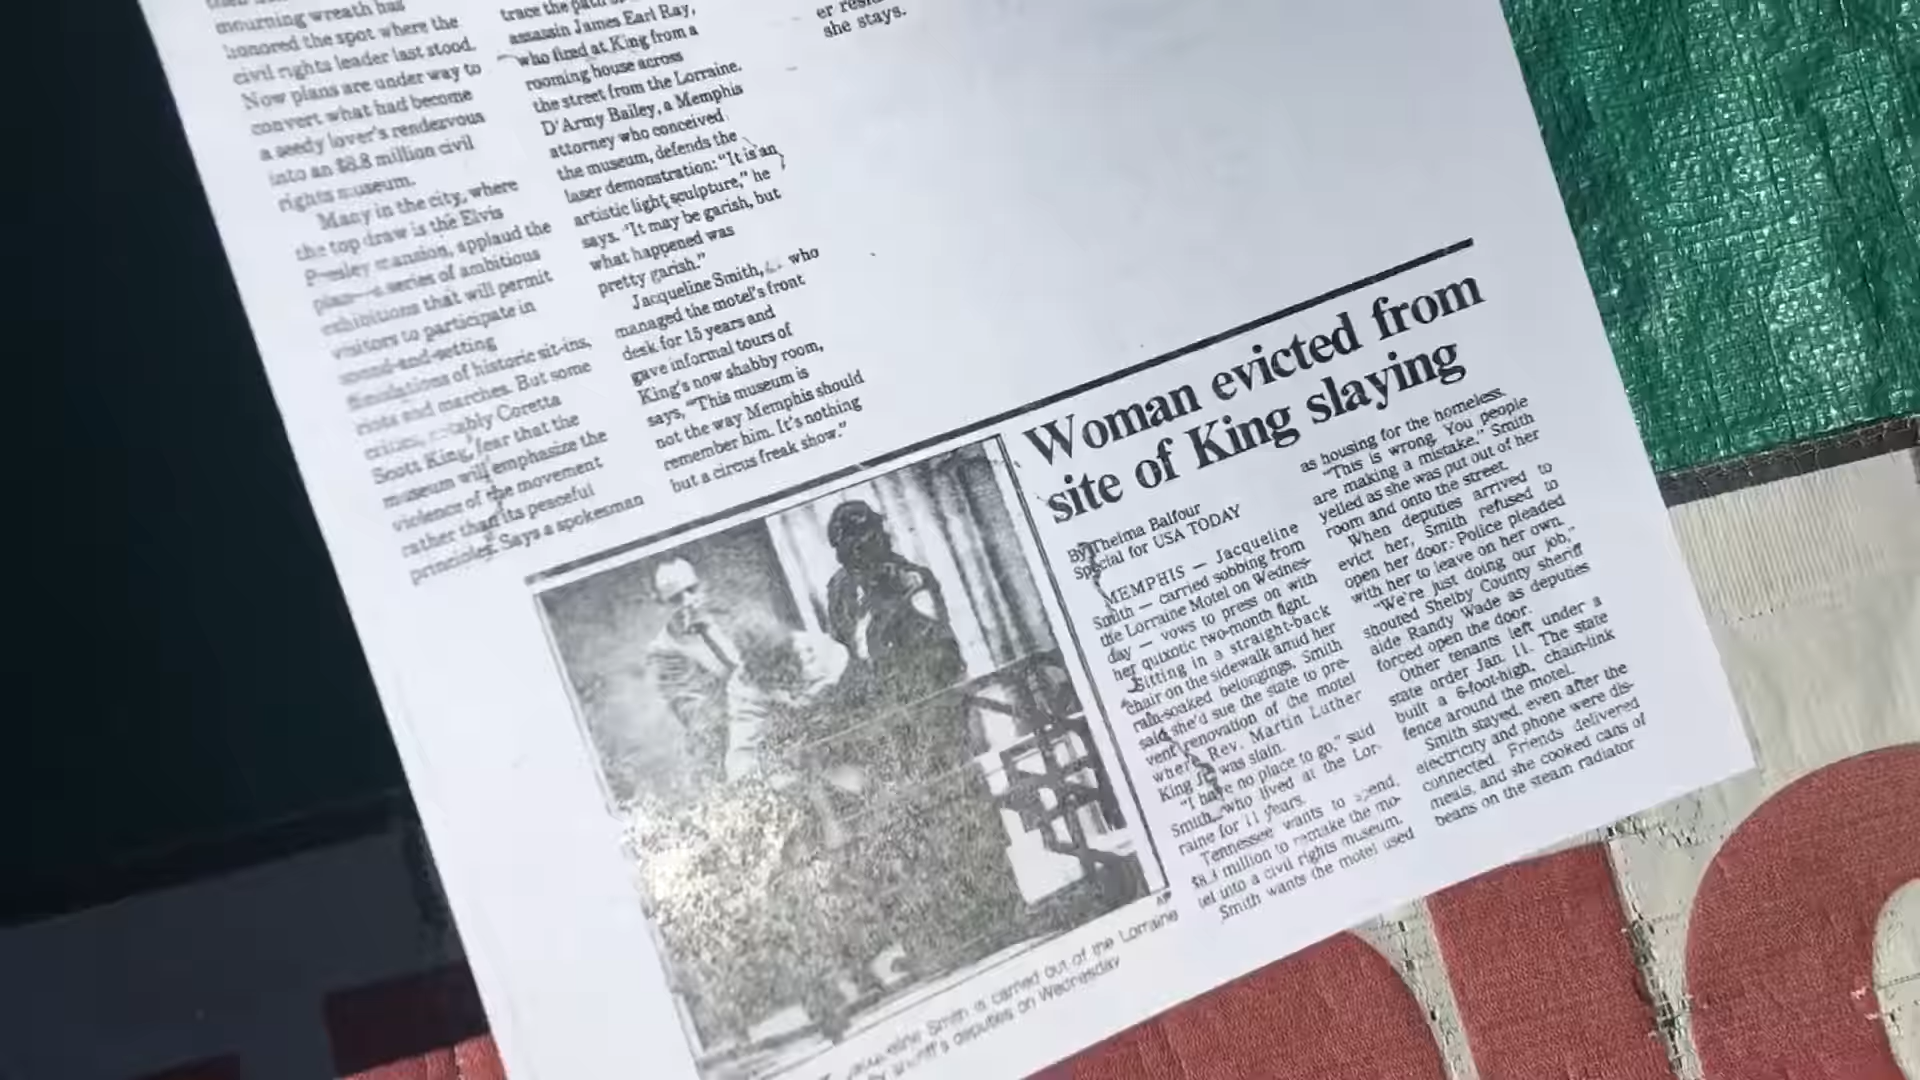 mourning wreath has
honored the spot where the
civil rights leader last stood.
Now plans are under way to
convert what had become
a seedy lover's rendezvous
into an $8.8 million civil
rights museum.
Many in the city, where
the top draw is the Elvis
Presley mansion, applaud the
plan—a series of ambitious
exhibitions that will permit
visitors to participate in
sound-and-setting
simulations of historic sit-ins,
riots and marches. But some
critics, notably Coretta
Scott King, fear that the
museum will emphasize the
violence of the movement
rather than its peaceful
principles. Says a spokesman
trace the path of
assassin James Earl Ray,
who fired at King from a
rooming house across
the street from the Lorraine.
D'Army Bailey, a Memphis
attorney who conceived
the museum, defends the
laser demonstration: "It is an
artistic light sculpture," he
says. "It may be garish, but
what happened was
pretty garish."
Jacqueline Smith, who
managed the motel's front
desk for 15 years and
gave informal tours of
King's now shabby room,
says, "This museum is
not the way Memphis should
remember him. It's nothing
but a circus freak show."
she stays.
Woman evicted from
site of King slaying
By Thelma Balfour
Special for USA TODAY
MEMPHIS — Jacqueline
Smith — carried sobbing from
the Lorraine Motel on Wednes-
day — vows to press on with
her quixotic two-month fight.
Sitting in a straight-back
chair on the sidewalk amid her
rain-soaked belongings, Smith
said she'd sue the state to pre-
vent renovation of the motel
where Rev. Martin Luther
King Jr. was slain.
"I have no place to go," said
Smith, who lived at the Lor-
raine for 11 years.
Tennessee wants to spend
million to remake the mo-
tel into a civil rights museum.
Smith wants the motel used
as housing for the homeless.
"This is wrong. You people
are making a mistake," Smith
yelled as she was put out of her
room and onto the street.
When deputies arrived to
evict her, Smith refused to
open her door. Police pleaded
with her to leave on her own.
"We're just doing our job,"
shouted Shelby County sheriff
aide Randy Wade as deputies
forced open the door.
Other tenants left under a
state order Jan. 11. The state
built a 6-foot-high, chain-link
fence around the motel.
Smith stayed, even after the
electricity and phone were dis-
connected. Friends delivered
meals, and she cooked cans of
beans on the steam radiator
AP
Smith is carried out of the Lorraine
sheriff's deputies on Wednesday